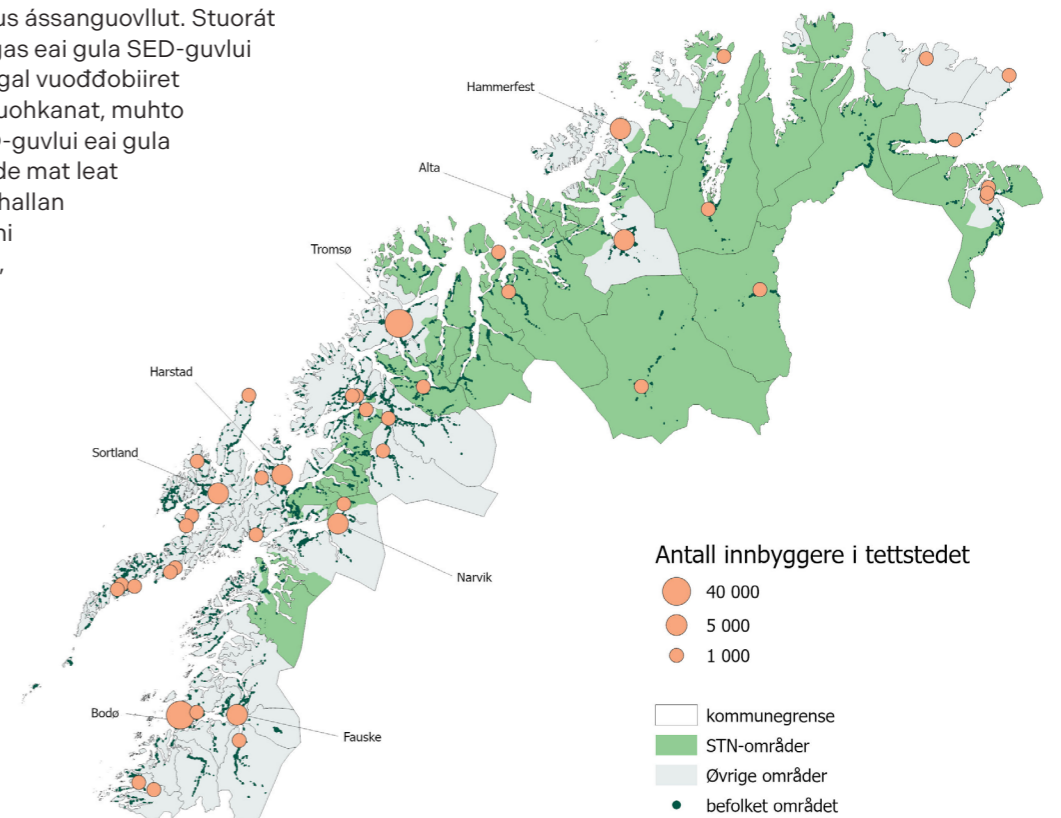 us ássanguovllut. Stuorát
gas eai gula SED-guvlui
gal vuođđobiiret
uohkanat, muhto
-guvlui eai gula
de mat leat
hallan
Hammerfest
Alta
Tromsø
Harstad
Sortland
Narvik
Bodø
Fauske
Antall innbyggere i tettstedet
40 000
5 000
1 000
kommunegrense
STN-områder
Øvrige områder
befolket området